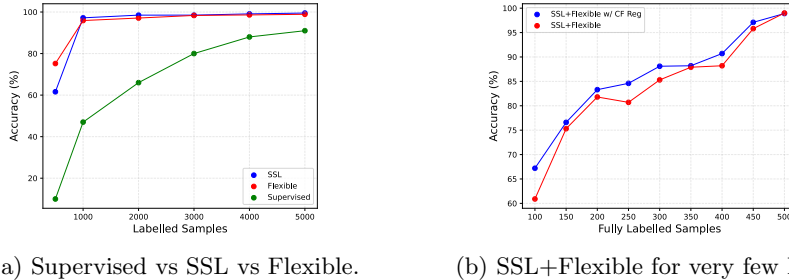 100
80
60
40
20
Accuracy (%)
SSL
Flexible
Supervised
1000 2000 3000 4000 5000
Labelled Samples
100
95
90
85
80
75
70
65
60
Accuracy (%)
SSL+Flexible w/ CF Reg
SSL+Flexible
100 150 200 250 300 350 400 450 500
Fully Labelled Samples
a) Supervised vs SSL vs Flexible.
(b) SSL+Flexible for very few